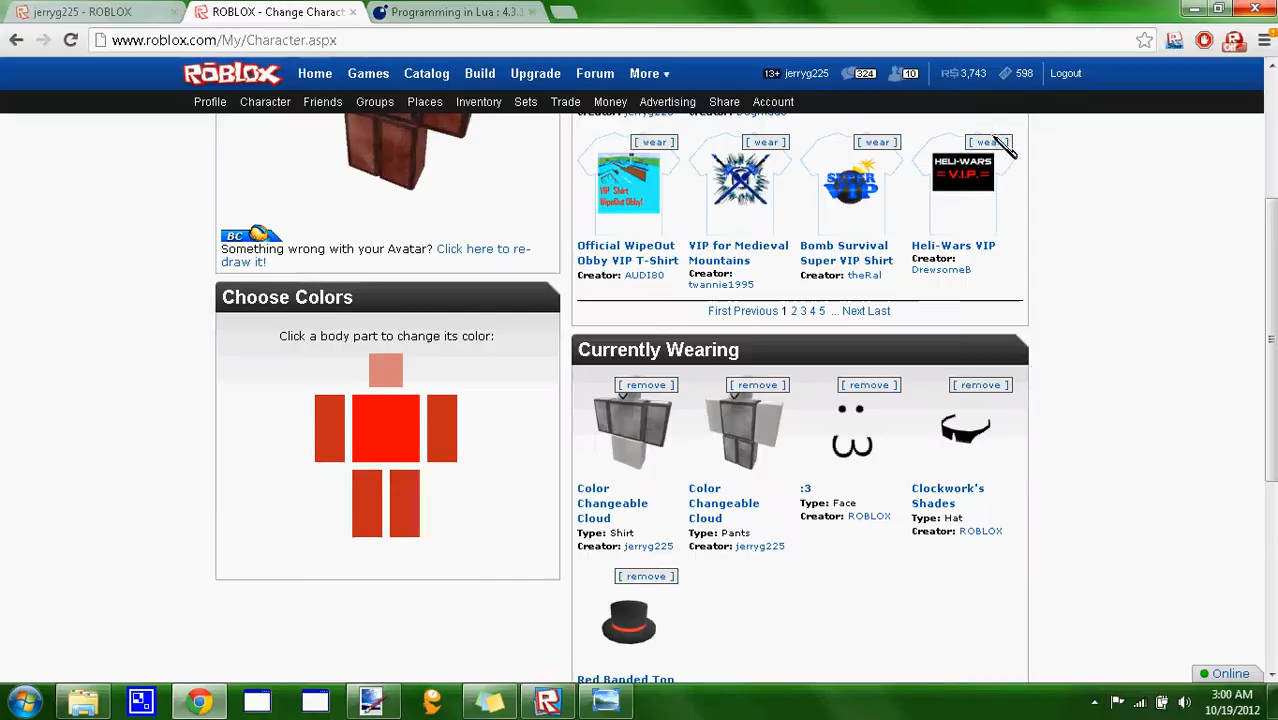 jerryg225 - ROBLOX
ROBLOX - Change Charact
Programming in Lua : 4.3.
www.roblox.com/My/Character.aspx
ROBLOX Home Games Catalog Build Upgrade Forum More 13+ jerryg225 324 10 R$ 3,743 598 Logout
Profile Character Friends Groups Places Inventory Sets Trade Money Advertising Share Account
[ wear ] [ wear ] [ wear ] [ wear ]
VIP Shirt
WipeOut Obby!
SUPER VIP
HELI-WARS
= V.I.P. =
Official WipeOut Obby VIP T-Shirt
Creator: AUDI80
VIP for Medieval Mountains
Creator: twannie1995
Bomb Survival Super VIP Shirt
Creator: theRal
Heli-Wars VIP
Creator: DrewsomeB
First Previous 1 2 3 4 5 ... Next Last
BC
Something wrong with your Avatar? Click here to re-
draw it!
Choose Colors
Click a body part to change its color:
Currently Wearing
[ remove ] [ remove ] [ remove ] [ remove ]
Color Changeable Cloud
Type: Shirt
Creator: jerryg225
Color Changeable Cloud
Type: Pants
Creator: jerryg225
:3
Type: Face
Creator: ROBLOX
Clockwork's Shades
Type: Hat
Creator: ROBLOX
[ remove ]
Red Banded Top
Online
3:00 AM
10/19/2012